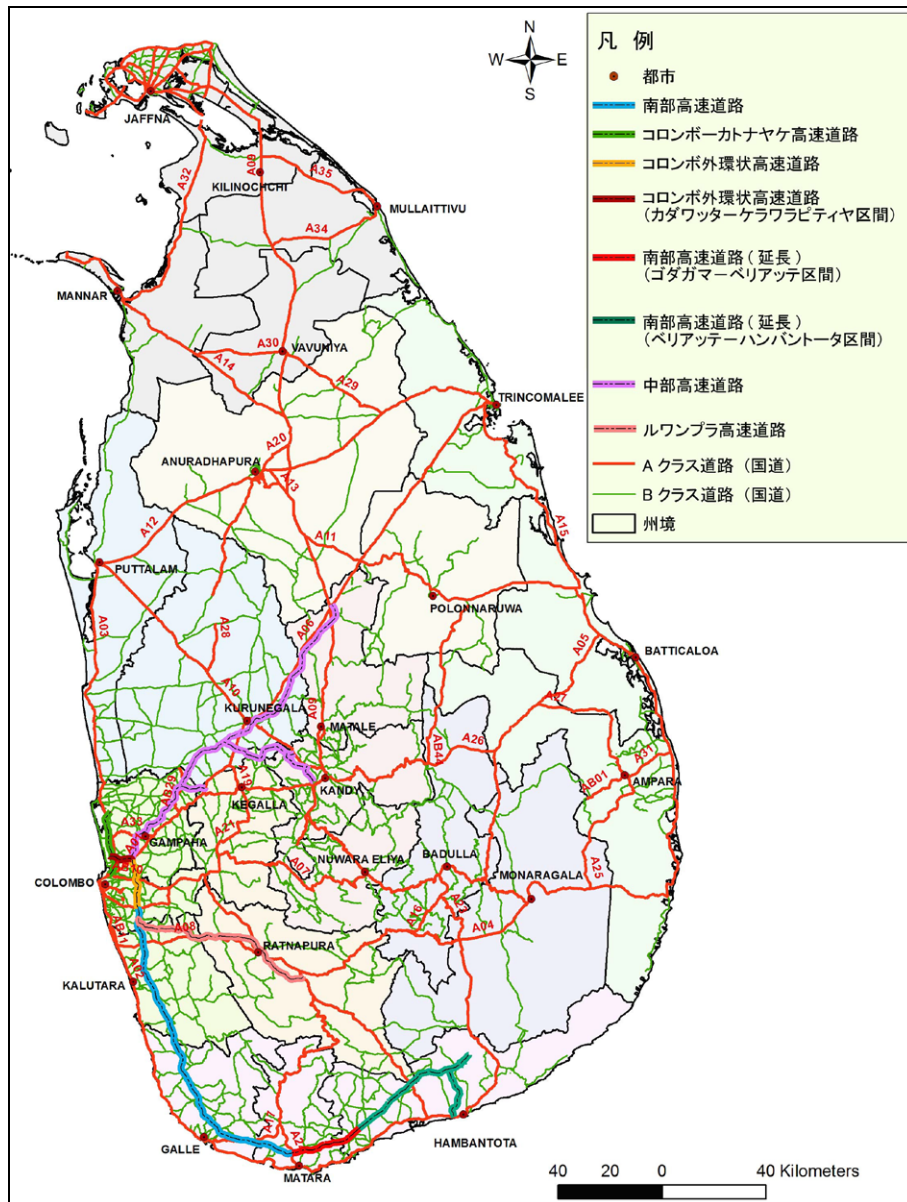 N
W E
S
凡 例
都市
南部高速道路
コロンボーカトナヤケ高速道路
コロンボ外環状高速道路
コロンボ外環状高速道路
(カダワッターケラワラピティヤ区間)
南部高速道路(延長)
(ゴダガマーベリアッテ区間)
南部高速道路(延長)
(ベリアッテーハンバントータ区間)
中部高速道路
ルワンプラ高速道路
Aクラス道路(国道)
Bクラス道路(国道)
州境
JAFFNA
A09
A35
A32
KILINOCHCHI
MULLAITTIVU
A34
MANNAR
A30
VAVUNIYA
A14
A29
TRINCOMALEE
A20
ANURADHAPURA
A13
A12
A11
A15
PUTTALAM
POLONNARUWA
A03
A28
A06
A05
BATTICALOA
A10
KURUNEGALA
A09
MATALE
AB44
A26
A31
AB01
AMPARA
AB29
A19
KANDY
KEGALLA
A33
GAMPAHA
A21
A07
NUWARA ELIYA
BADULLA
MONARAGALA
A25
COLOMBO
A16
A04
A08
RATNAPURA
KALUTARA
A17
GALLE
MATARA
HAMBANTOTA
40 20 0 40 Kilometers